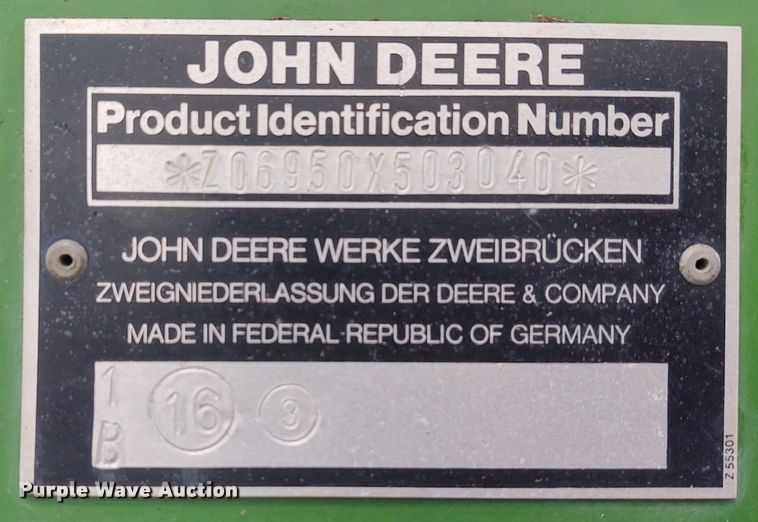 JOHN DEERE
Product Identification Number
*Z06950X503040*
JOHN DEERE WERKE ZWEIBRÜCKEN
ZWEIGNIEDERLASSUNG DER DEERE & COMPANY
MADE IN FEDERAL REPUBLIC OF GERMANY
1
16 3
B
Z 55301
Purple Wave Auction